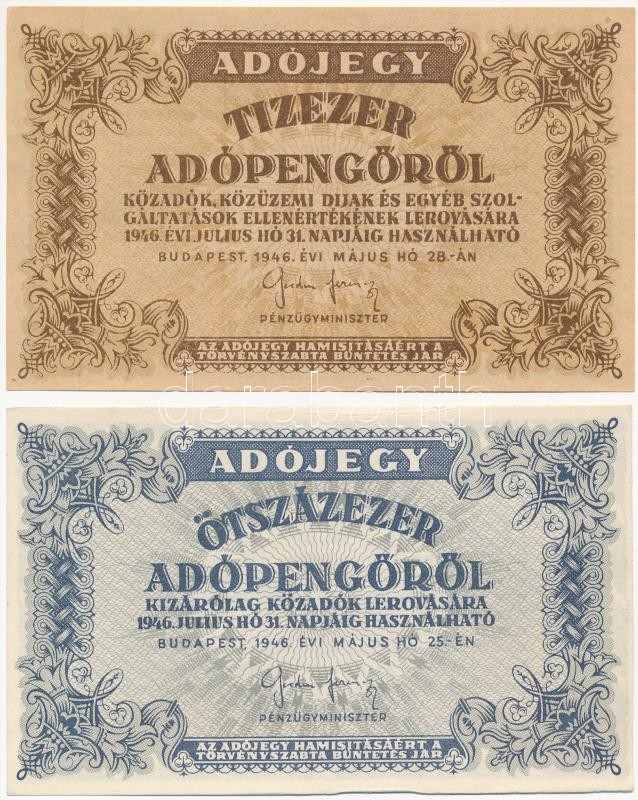 ADÓJEGY
TIZEZER
ADÓPENGŐRŐL
KÖZADÓK, KÖZÜZEMI DIJAK ÉS EGYÉB SZOL-
GÁLTATÁSOK ELLENÉRTÉKÉNEK LEROVÁSÁRA
1946. ÉVI JULIUS HÓ 31. NAPJÁIG HASZNÁLHATÓ
BUDAPEST, 1946. ÉVI MÁJUS HÓ 28.-ÁN
PÉNZÜGYMINISZTER
AZ ADÓJEGY HAMISITÁSÁÉRT A
TÖRVÉNYSZABTA BÜNTETÉS JÁR
darabanth
ADÓJEGY
ÖTSZÁZEZER
ADÓPENGŐRŐL
KIZÁRÓLAG KÖZADÓK LEROVÁSÁRA
1946. JULIUS HÓ 31. NAPJÁIG HASZNÁLHATÓ
BUDAPEST, 1946. ÉVI MÁJUS HÓ 25.-ÉN
PÉNZÜGYMINISZTER
AZ ADÓJEGY HAMISITÁSÁÉRT A
TÖRVÉNYSZABTA BÜNTETÉS JÁR